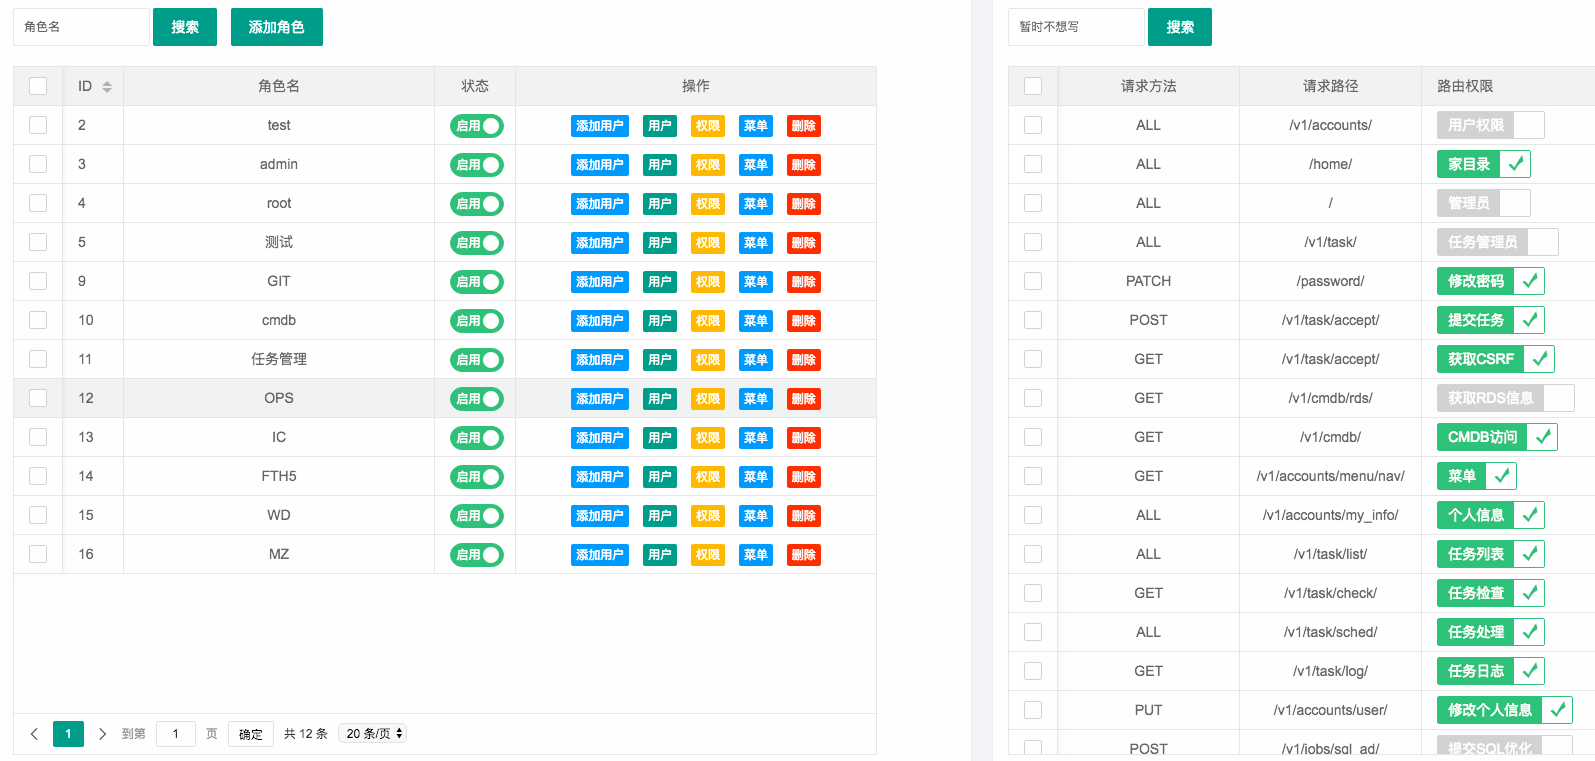 角色名 搜索 添加角色
ID 角色名 状态 操作
2 test 启用 添加用户 用户 权限 菜单 删除
3 admin 启用 添加用户 用户 权限 菜单 删除
4 root 启用 添加用户 用户 权限 菜单 删除
5 测试 启用 添加用户 用户 权限 菜单 删除
9 GIT 启用 添加用户 用户 权限 菜单 删除
10 cmdb 启用 添加用户 用户 权限 菜单 删除
11 任务管理 启用 添加用户 用户 权限 菜单 删除
12 OPS 启用 添加用户 用户 权限 菜单 删除
13 IC 启用 添加用户 用户 权限 菜单 删除
14 FTH5 启用 添加用户 用户 权限 菜单 删除
15 WD 启用 添加用户 用户 权限 菜单 删除
16 MZ 启用 添加用户 用户 权限 菜单 删除
1 到第 1 页 确定 共 12 条 20 条/页
暂时不想写 搜索
请求方法 请求路径 路由权限
ALL /v1/accounts/ 用户权限
ALL /home/ 家目录
ALL / 管理员
ALL /v1/task/ 任务管理员
PATCH /password/ 修改密码
POST /v1/task/accept/ 提交任务
GET /v1/task/accept/ 获取CSRF
GET /v1/cmdb/rds/ 获取RDS信息
GET /v1/cmdb/ CMDB访问
GET /v1/accounts/menu/nav/ 菜单
ALL /v1/accounts/my_info/ 个人信息
ALL /v1/task/list/ 任务列表
GET /v1/task/check/ 任务检查
ALL /v1/task/sched/ 任务处理
GET /v1/task/log/ 任务日志
PUT /v1/accounts/user/ 修改个人信息
POST /v1/jobs/sql_ad/ 提交SQL优化